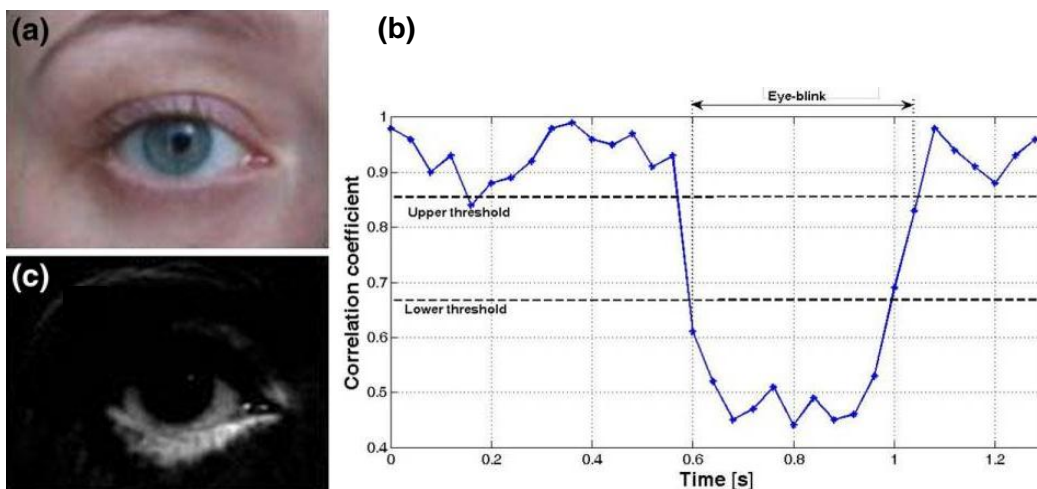 (a)
(b)
Eye-blink
1
0.9
0.8
0.7
0.6
0.5
0.4
Correlation coefficient
Upper threshold
Lower threshold
0
0.2
0.4
0.6
0.8
1
1.2
Time [s]
(c)